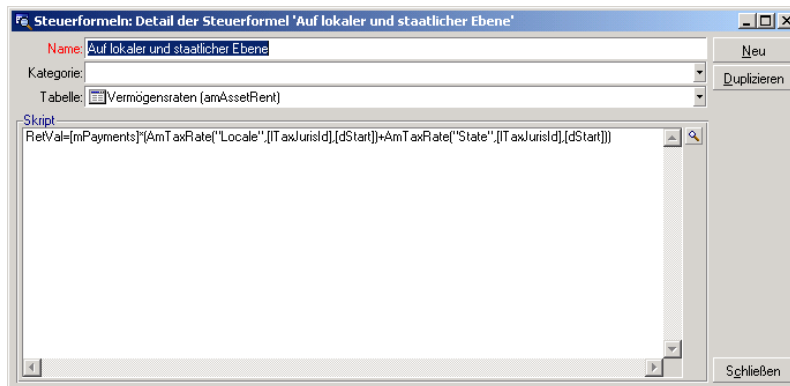 Steuerformeln: Detail der Steuerformel 'Auf lokaler und staatlicher Ebene'
Name: Auf lokaler und staatlicher Ebene
Neu
Kategorie:
Duplizieren
Tabelle: Vermögensraten (amAssetRent)
Skript
RetVal=[mPayments]*(AmTaxRate("Locale",[lTaxJurisId],[dStart])+AmTaxRate("State",[lTaxJurisId],[dStart]))
Schließen